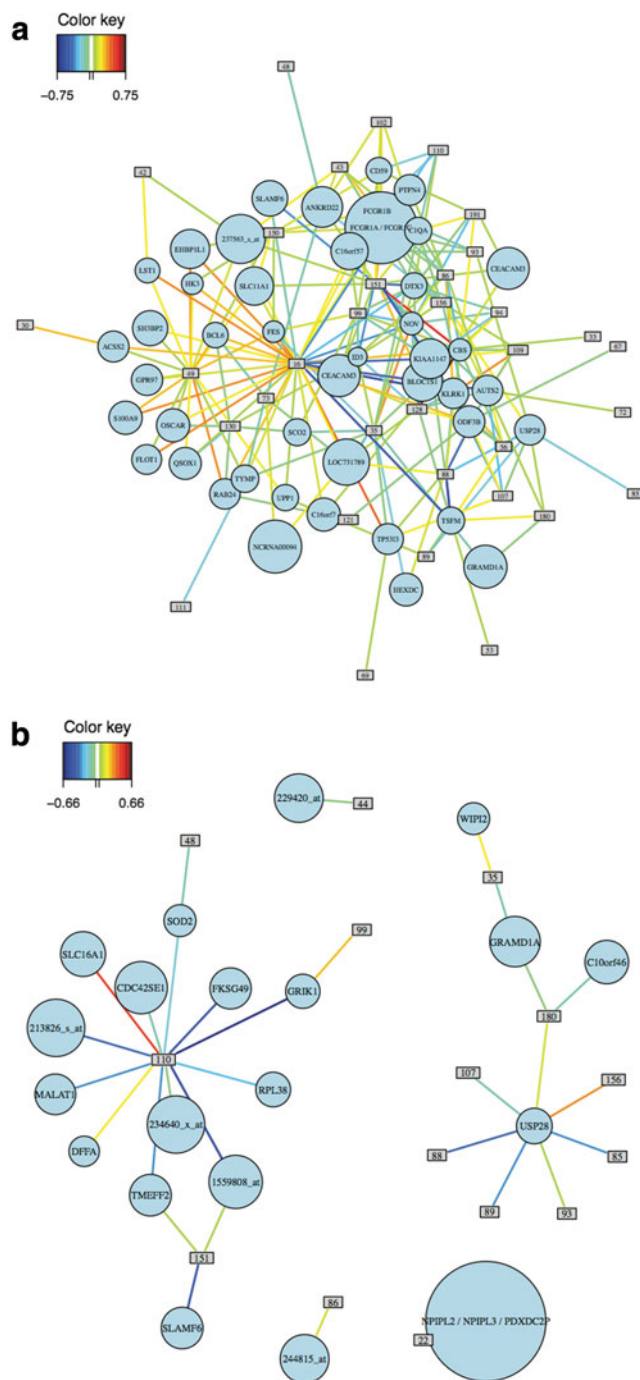 a
Color key
−0.75 0.75
48
102
43
110
CD59
42
SLAMF6
ANKRD22
PTPN4
FCGR1B
FCGR1A / FCGR1C
191
237563_s_at
150
C1QA
C16orf57
93
EHBP1L1
LST1
HK3
SLC11A1
86
CEACAM3
151
DTX3
156
99
94
30
SH3BP2
ACSS2
BCL6
FES
NOV
33
67
ID3
KIAA1147
CBS
109
16
GPR97
49
CEACAM3
BLOC1S1
KLRK1
AUTS2
S100A9
73
128
72
OSCAR
130
35
ODF3B
USP28
SCO2
FLOT1
QSOX1
56
TYMP
LOC731789
88
RAB24
85
UPP1
107
C16orf7
121
TSFM
180
NCRNA00094
TP53I3
89
GRAMD1A
HEXDC
111
53
69
b
Color key
−0.66 0.66
229420_at
44
WIPI2
48
35
SOD2
99
SLC16A1
GRAMD1A
C10orf46
CDC42SE1
FKSG49
GRIK1
213826_s_at
180
110
107
156
MALAT1
RPL38
234640_x_at
USP28
DFFA
88
85
TMEFF2
1559808_at
89
93
151
86
SLAMF6
NPIPL2 / NPIPL3 / PDXDC2P
22
244815_at